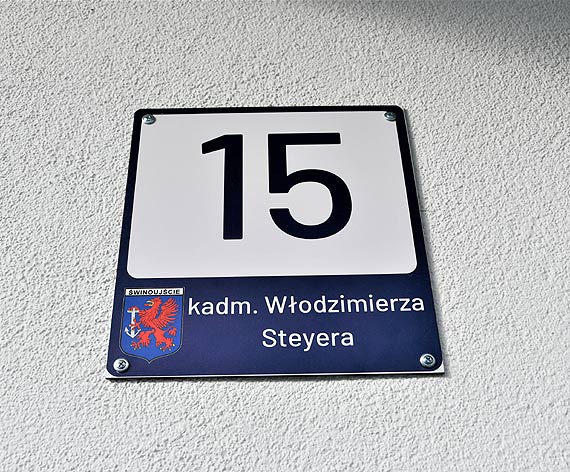 15
ŚWINOUJŚCIE
kadm. Włodzimierza
Steyera